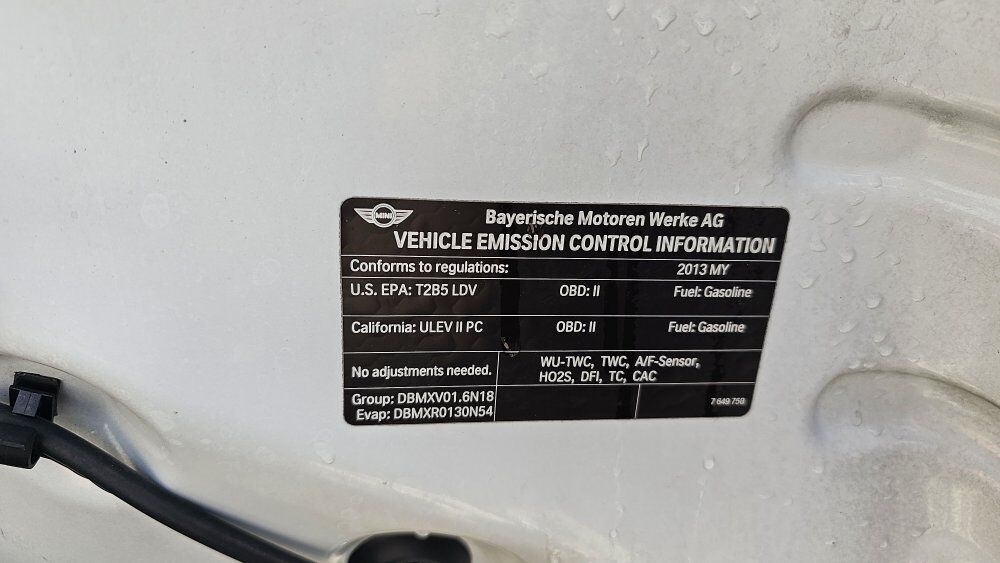 MINI
Bayerische Motoren Werke AG
VEHICLE EMISSION CONTROL INFORMATION
Conforms to regulations: 2013 MY
U.S. EPA: T2B5 LDV OBD: II Fuel: Gasoline
California: ULEV II PC OBD: II Fuel: Gasoline
No adjustments needed.
WU-TWC, TWC, A/F-Sensor,
HO2S, DFI, TC, CAC
Group: DBMXV01.6N18
Evap: DBMXR0130N54
7 649 750